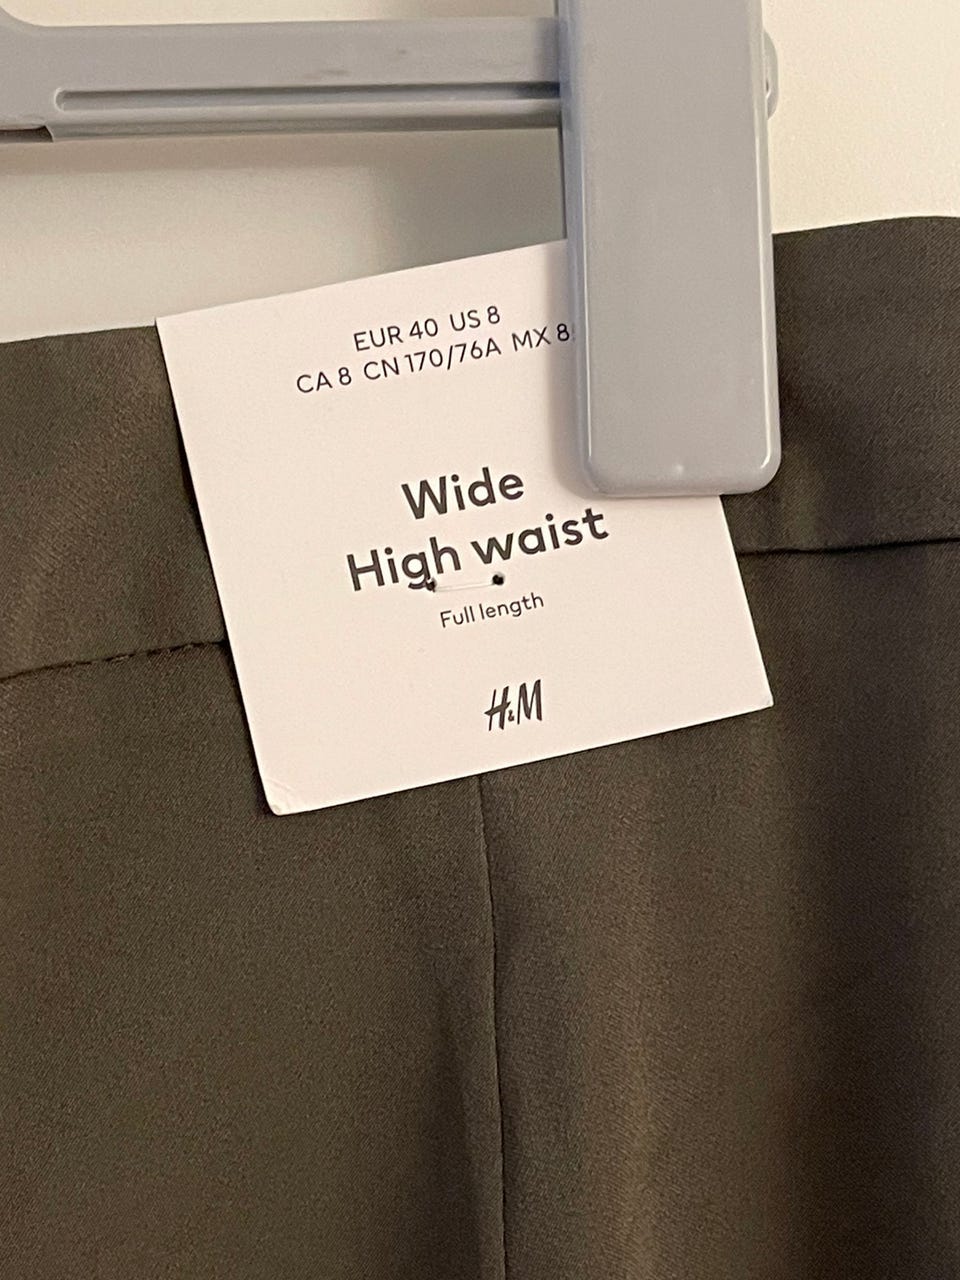 EUR 40 US 8
CA 8 CN 170/76A MX 8
Wide
High waist
Full length
H&M